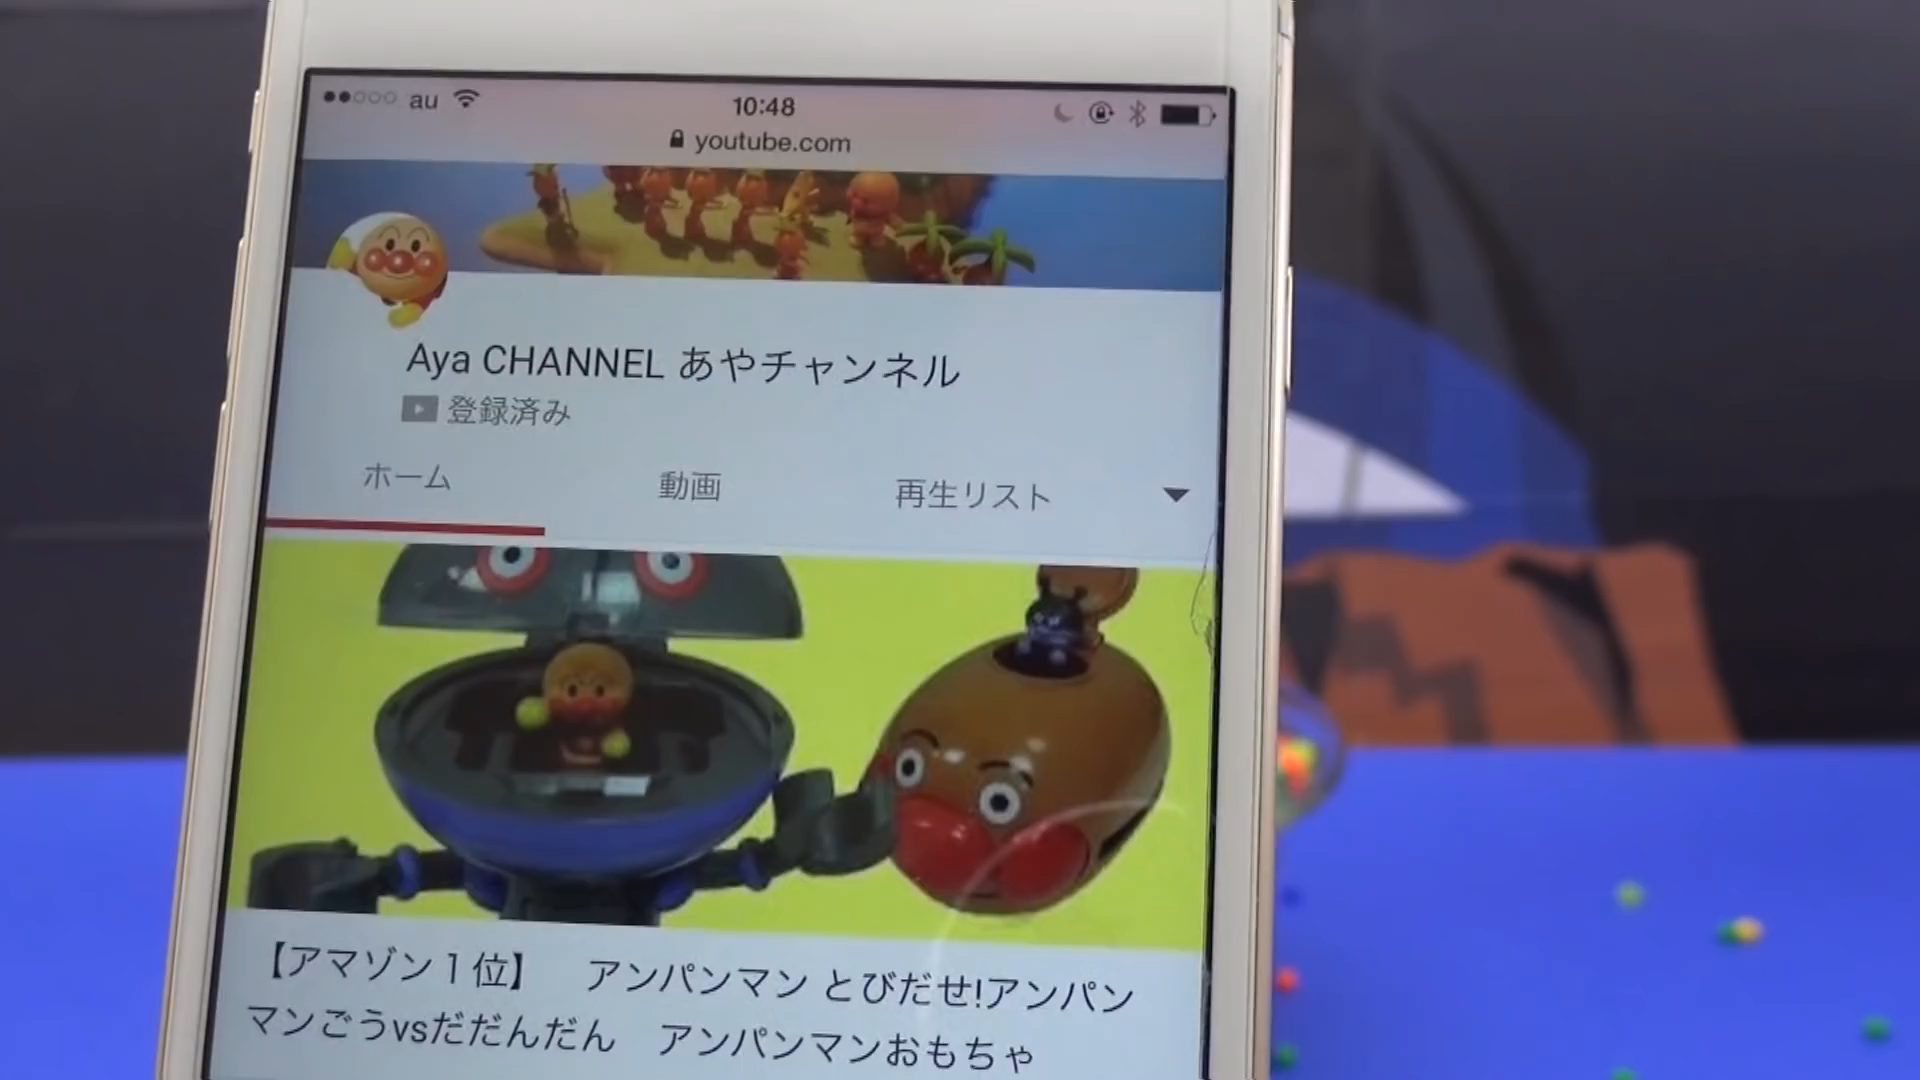 au
10:48
youtube.com
Aya CHANNEL あやチャンネル
登録済み
ホーム
動画
再生リスト
【アマゾン１位】　アンパンマン とびだせ!アンパン
マンごうvsだだんだん　アンパンマンおもちゃ